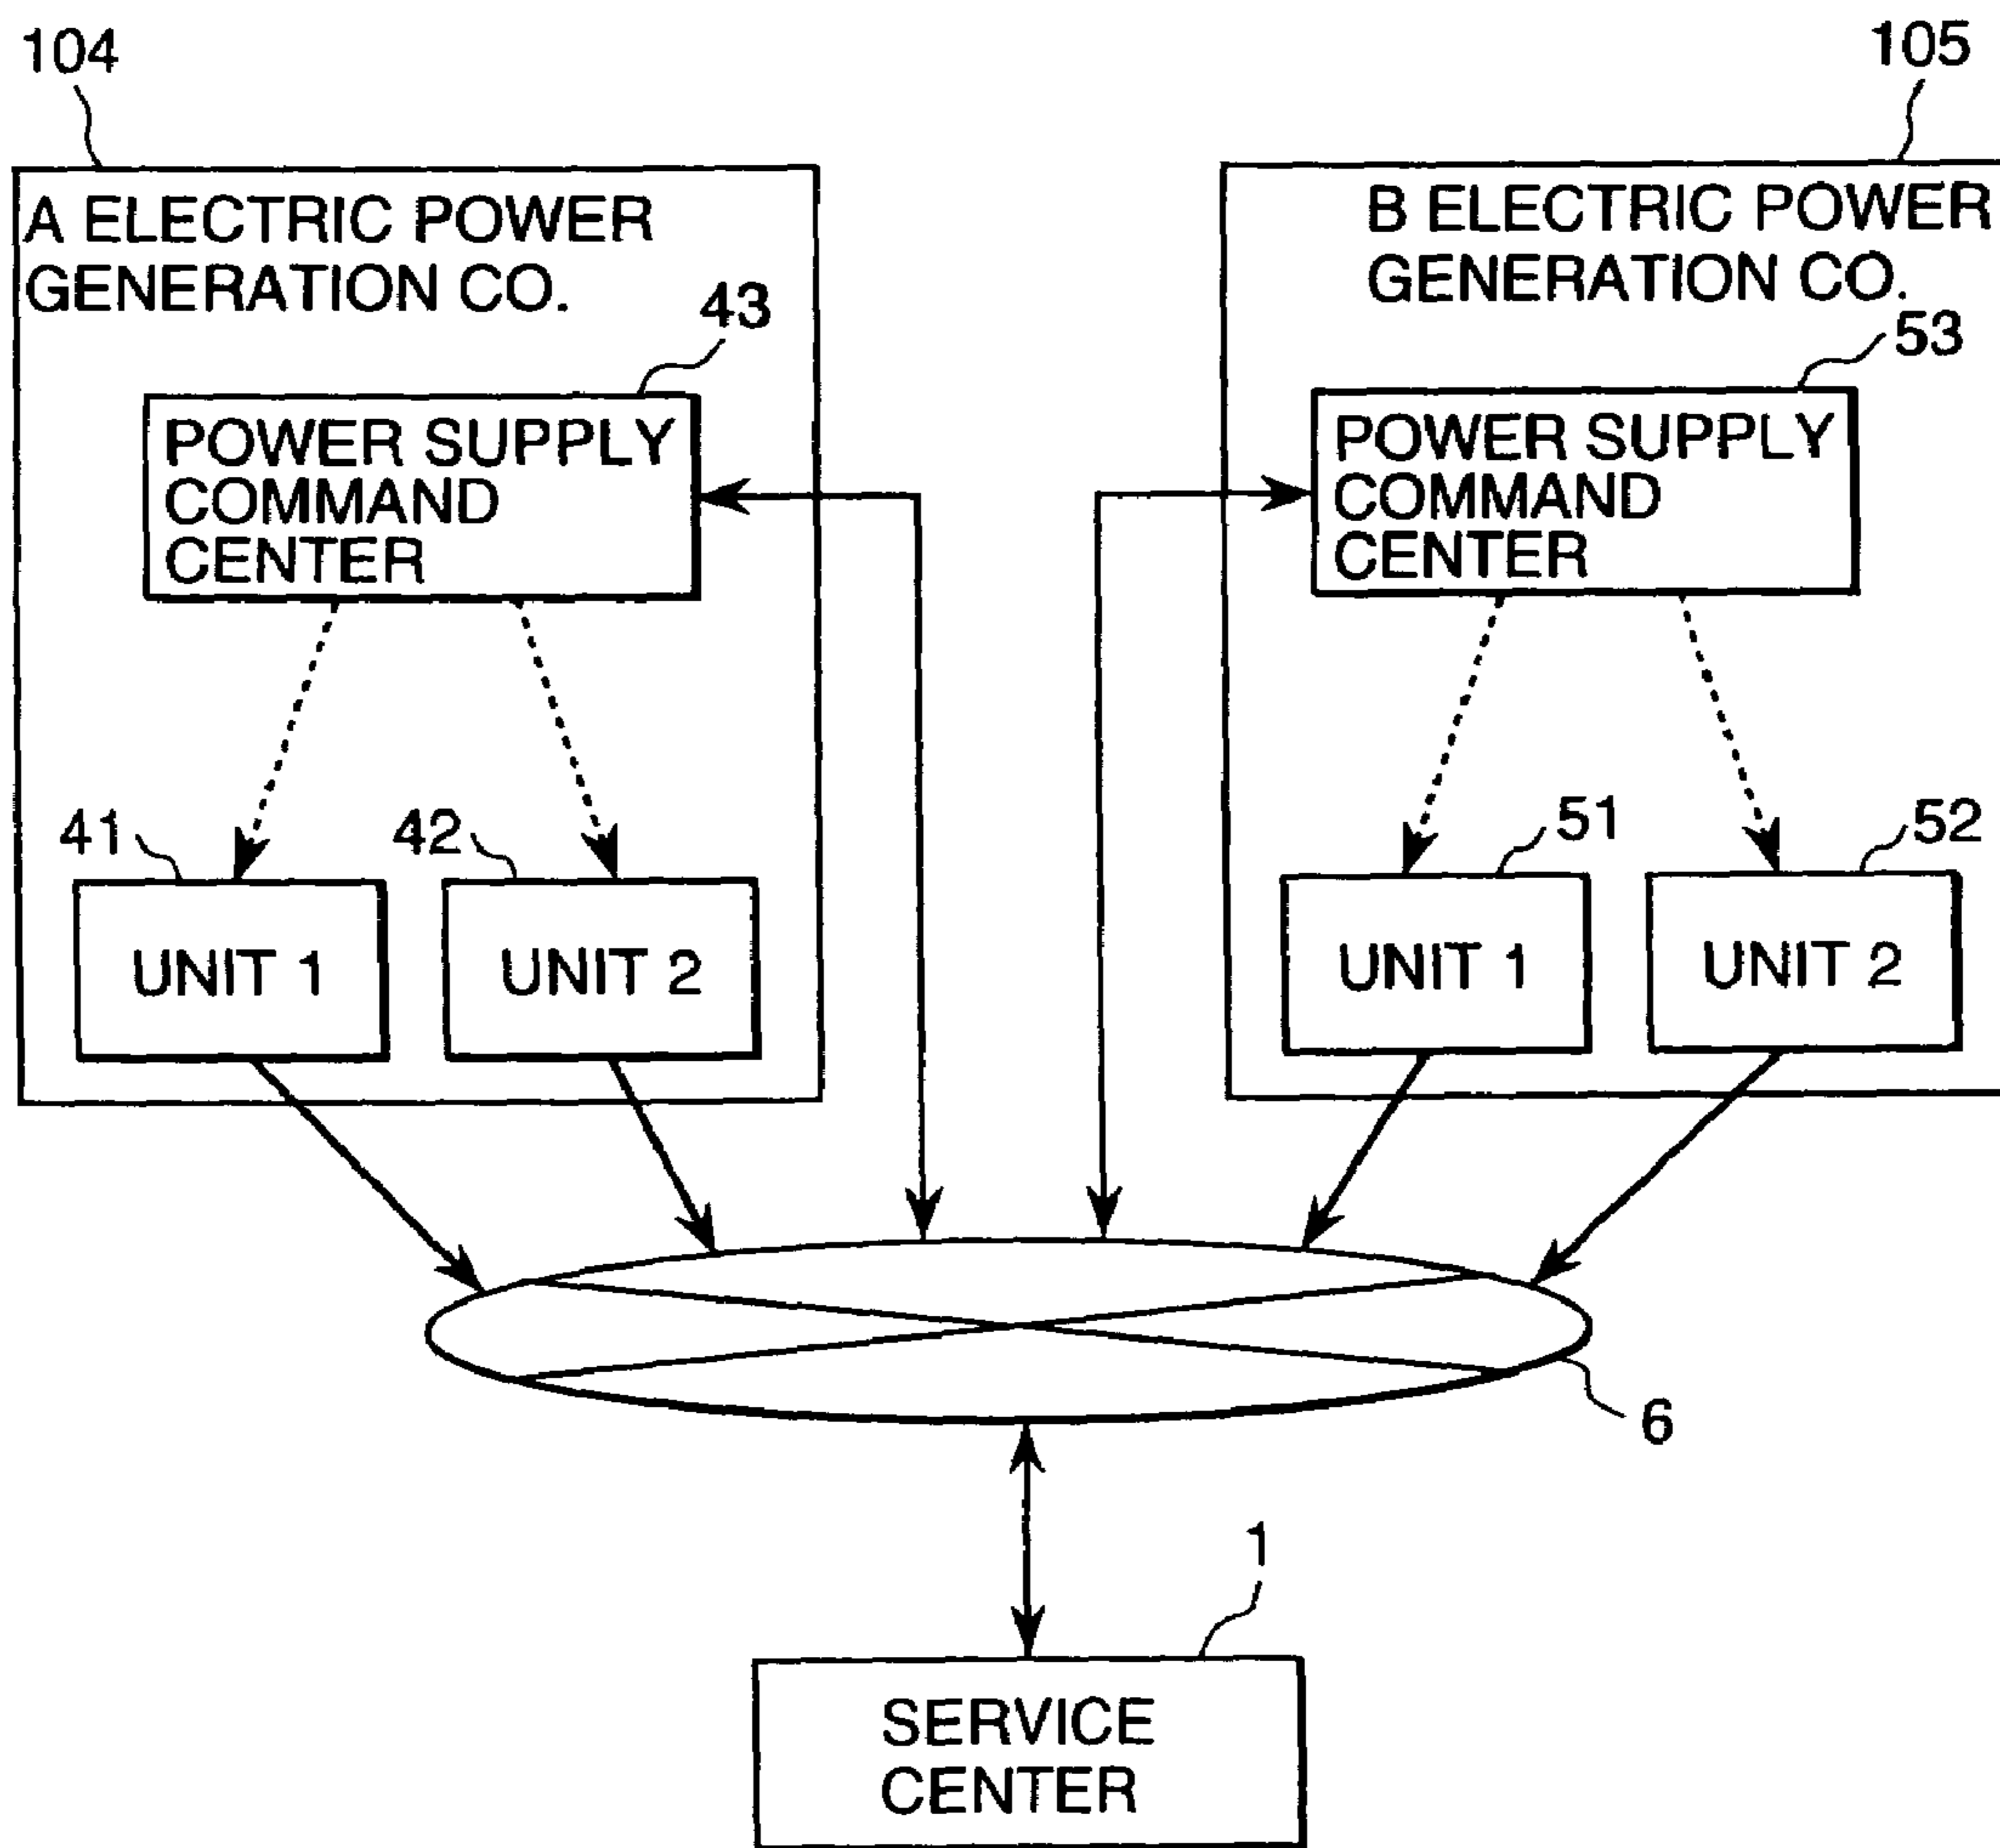 104
105
A ELECTRIC POWER
GENERATION CO.
B ELECTRIC POWER
GENERATION CO.
43
53
POWER SUPPLY
COMMAND
CENTER
POWER SUPPLY
COMMAND
CENTER
41
42
51
52
UNIT 1
UNIT 2
UNIT 1
UNIT 2
6
1
SERVICE
CENTER